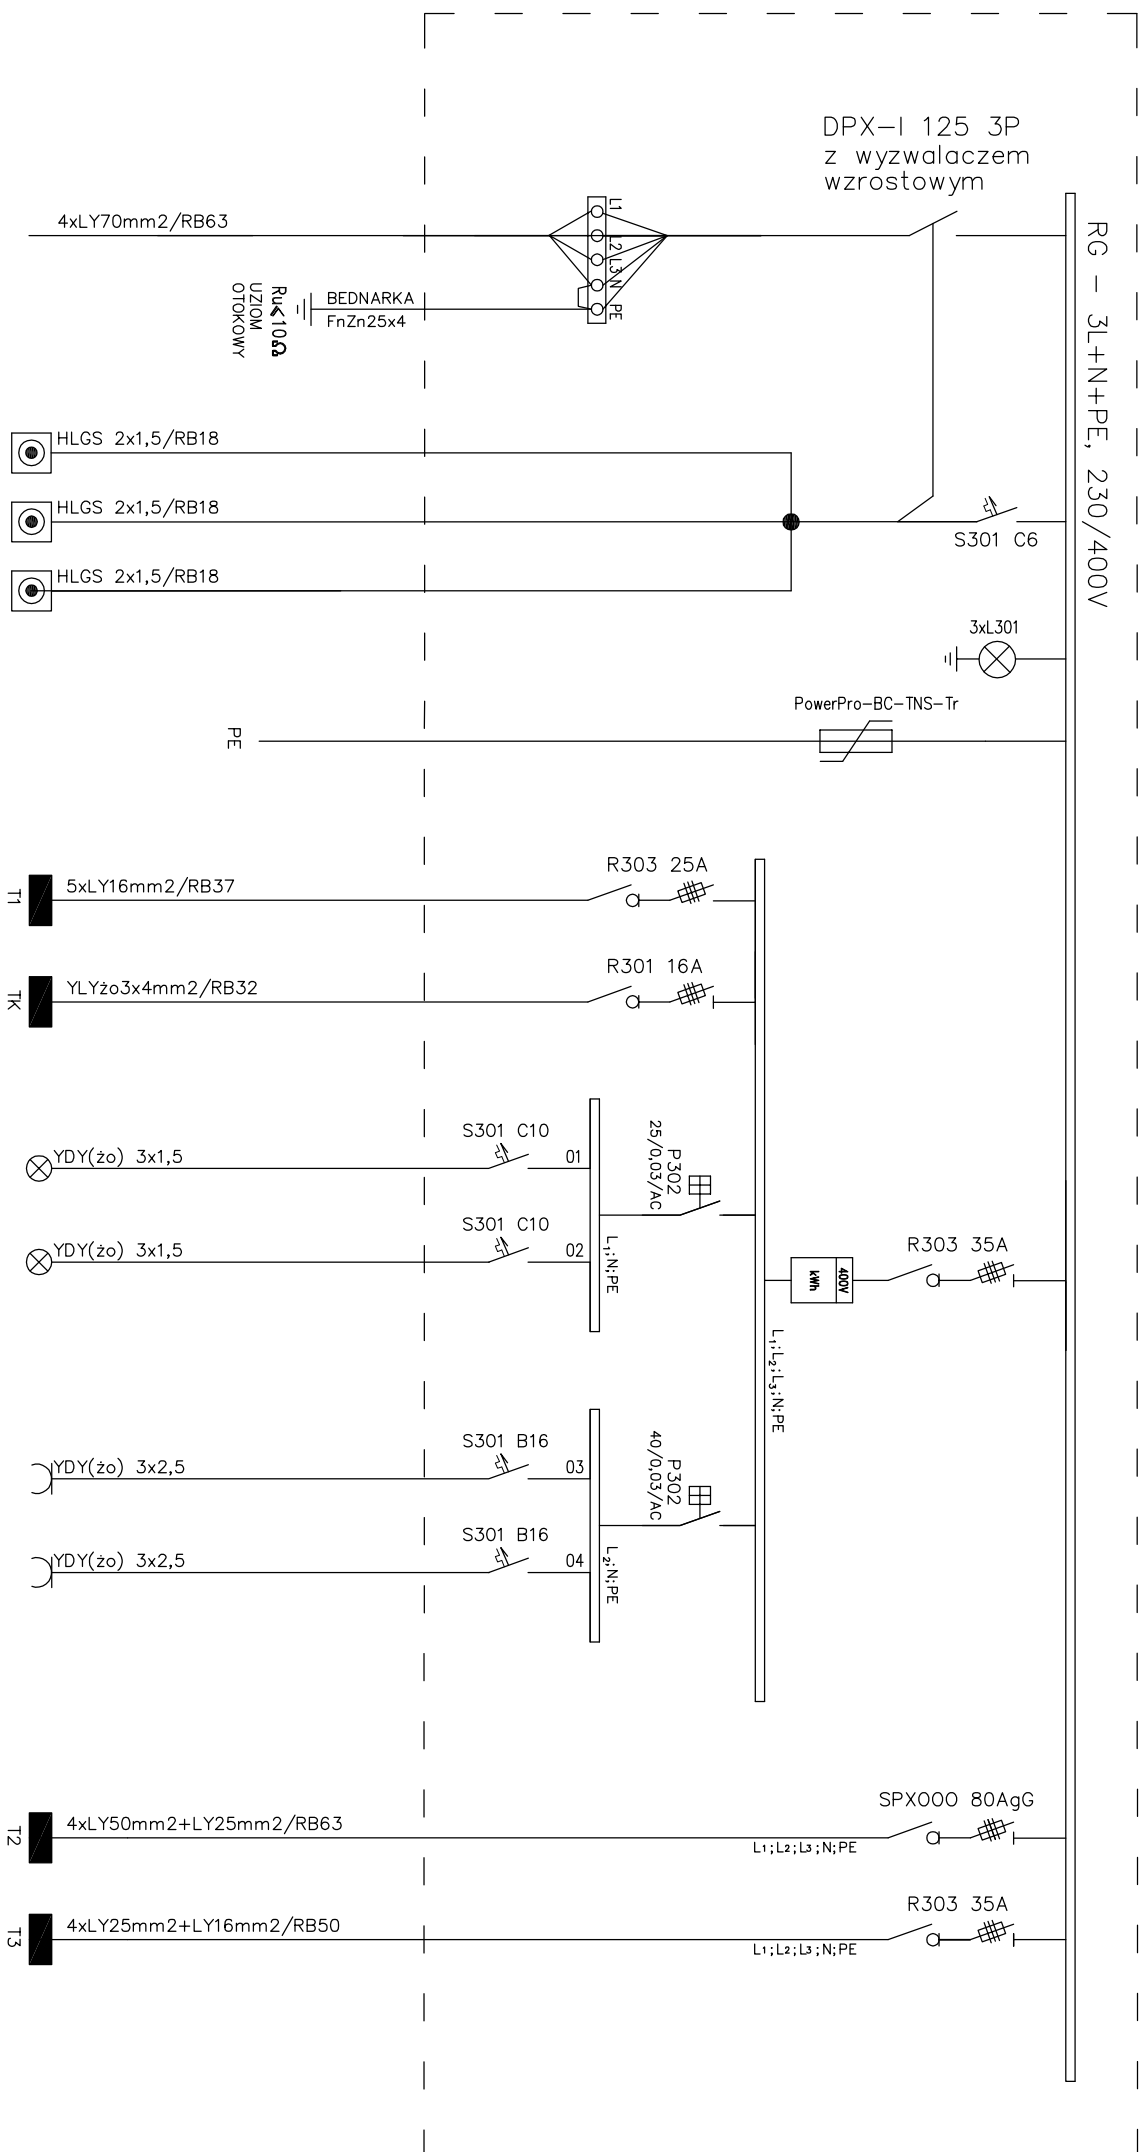 DPX-I 125 3P
z wyzwalaczem
wzrostowym
RG - 3L+N+PE, 230/400V
4xLY70mm2/RB63
L1
L2
L3
N
PE
BEDNARKA
FnZn25x4
Ru≤10Ω
UZIOM
OTOKOWY
HLGS 2x1,5/RB18
HLGS 2x1,5/RB18
S301 C6
HLGS 2x1,5/RB18
3xL301
PowerPro-BC-TNS-Tr
PE
R303 25A
5xLY16mm2/RB37
T1
R301 16A
YLYżo3x4mm2/RB32
TK
S301 C10
01
YDY(żo) 3x1,5
P302
25/0,03/AC
S301 C10
02
YDY(żo) 3x1,5
L1;N;PE
R303 35A
400V
kWh
L1;L2;L3;N;PE
S301 B16
03
YDY(żo) 3x2,5
P302
40/0,03/AC
S301 B16
04
YDY(żo) 3x2,5
L2;N;PE
SPX000 80AgG
4xLY50mm2+LY25mm2/RB63
L1;L2;L3;N;PE
T2
R303 35A
4xLY25mm2+LY16mm2/RB50
L1;L2;L3;N;PE
T3